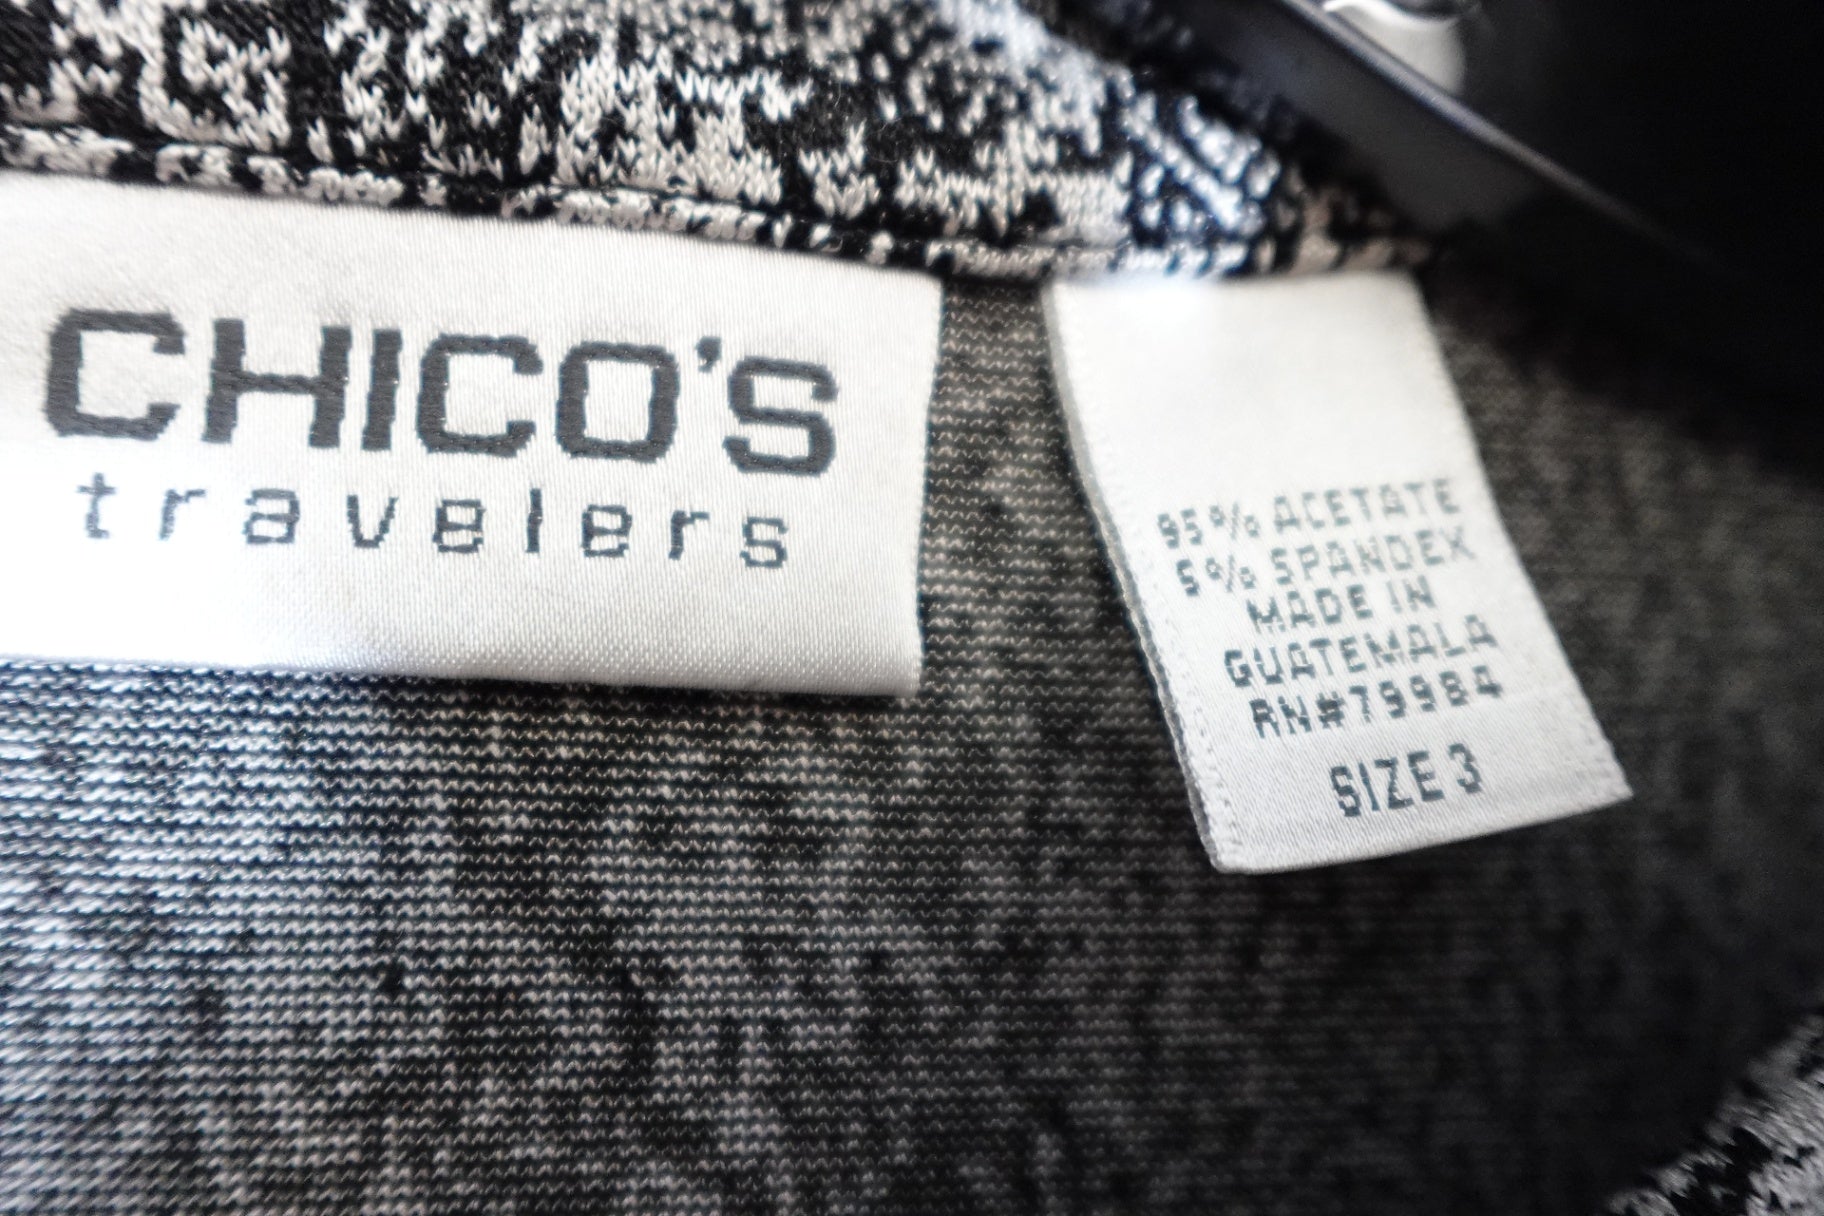 CHICO'S
travelers
95% ACETATE
5% SPANDEX
MADE IN
GUATEMALA
RN#79984
SIZE 3